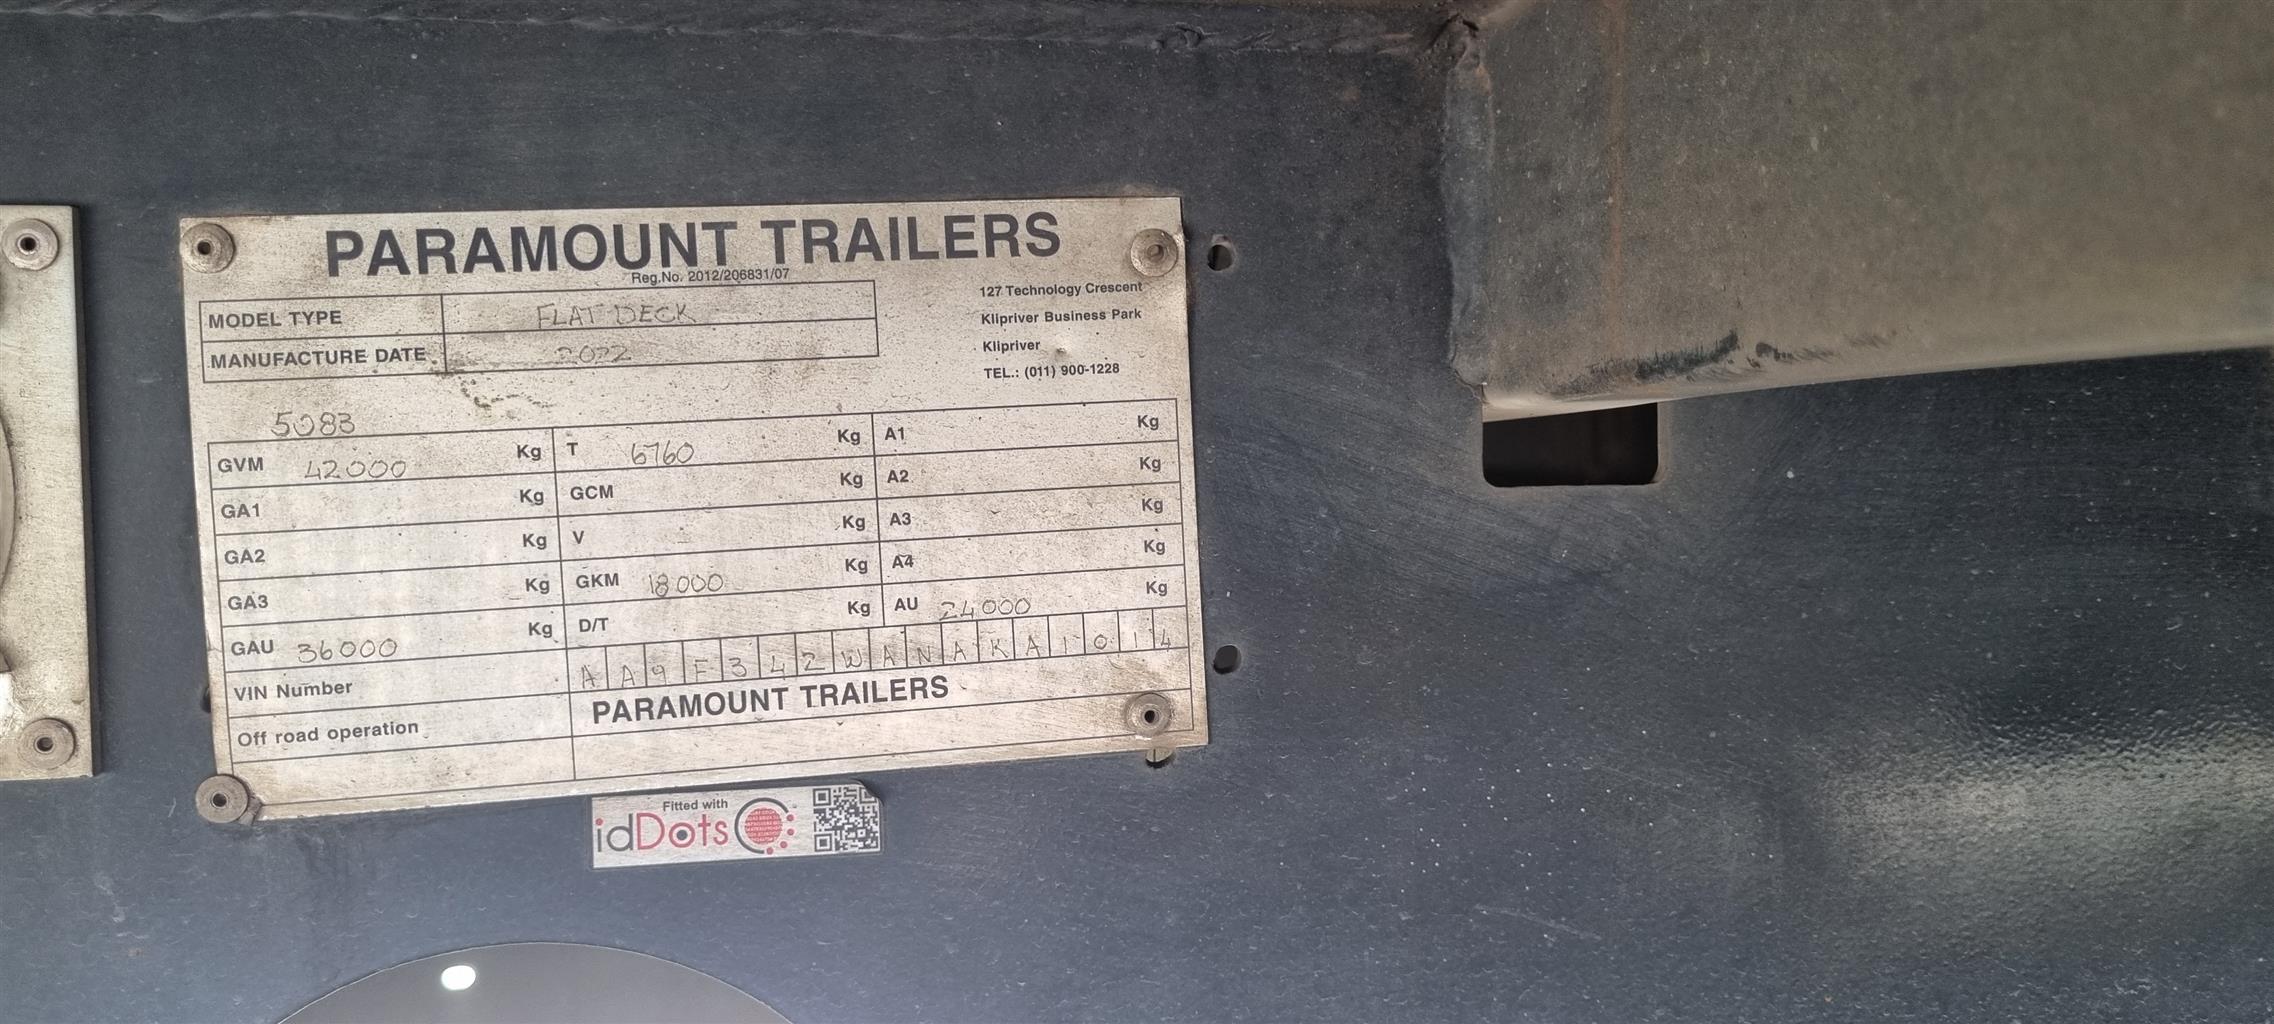 PARAMOUNT TRAILERS
Reg.No. 2012/206831/07
MODEL TYPE FLAT DECK
MANUFACTURE DATE 2022
127 Technology Crescent
Klipriver Business Park
Klipriver
TEL.: (011) 900-1228
5083
GVM 42000 Kg T 6760 Kg A1 Kg
GA1 Kg GCM Kg A2 Kg
GA2 Kg V Kg A3 Kg
GA3 Kg GKM 18000 Kg A4 Kg
GAU 36000 Kg D/T Kg AU 24000 Kg
VIN Number AA9F342WANAKA1014
Off road operation PARAMOUNT TRAILERS
Fitted with
idDots